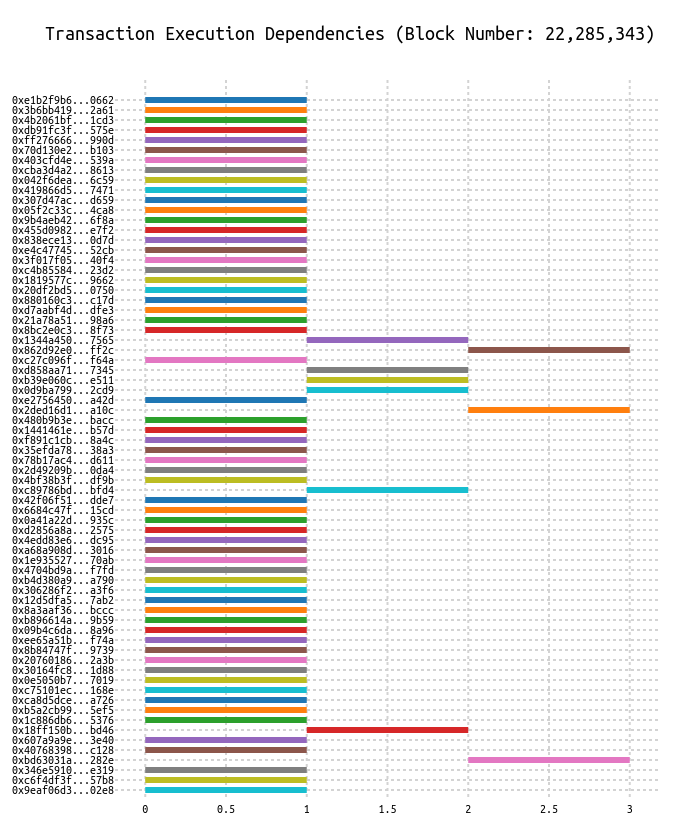 Transaction Execution Dependencies (Block Number: 22,285,343)
0xe1b2f9b6...0662
0x3b6bb419...2a61
0x4b2061bf...1cd3
0xdb91fc3f...575e
0xff276666...990d
0x70d130e2...b103
0x403cfd4e...539a
0xcba3d4a2...8613
0x042f6dea...6c59
0x419866d5...7471
0x307d47ac...d659
0x05f2c33c...4ca8
0x9b4aeb42...6f8a
0x455d0982...e7f2
0x838ece13...0d7d
0xe4c47745...52cb
0x3f017f05...40f4
0xc4b85584...23d2
0x1819577c...9662
0x20df2bd5...0750
0x880160c3...c17d
0xd7aabf4d...dfe3
0x21a78a51...98a6
0x8bc2e0c3...8f73
0x1344a450...7565
0x862d92e0...ff2c
0xc27c096f...f64a
0xd858aa71...7345
0xb39e060c...e511
0x0d9ba799...2cd9
0xe2756450...a42d
0x2ded16d1...a10c
0x480b9b3e...bacc
0x1441461e...b57d
0xf891c1cb...8a4c
0x35efda78...38a3
0x78b17ac4...d611
0x2d49209b...0da4
0x4bf38b3f...df9b
0xc89786bd...bfd4
0x42f06f51...dde7
0x6684c47f...15cd
0x0a41a22d...935c
0xd2856a8a...2575
0x4edd83e6...dc95
0xa68a908d...3016
0x1e935527...70ab
0x4704bd9a...f7fd
0xb4d380a9...a790
0x306286f2...a3f6
0x12d5dfa5...7ab2
0x8a3aaf36...bccc
0xb896614a...9b59
0x09b4c6da...8a96
0xee65a51b...f74a
0x8b84747f...9739
0x20760186...2a3b
0x30164fc8...1d88
0x0e5050b7...7019
0xc75101ec...168e
0xca8d5dce...a726
0xb5a2cb99...5ef5
0x1c886db6...5376
0x18ff150b...bd46
0x607a9a9e...3e40
0x40768398...c128
0xbd63031a...282e
0x346e5910...e319
0xc6f4df3f...57b8
0x9eaf06d3...02e8
0 0.5 1 1.5 2 2.5 3